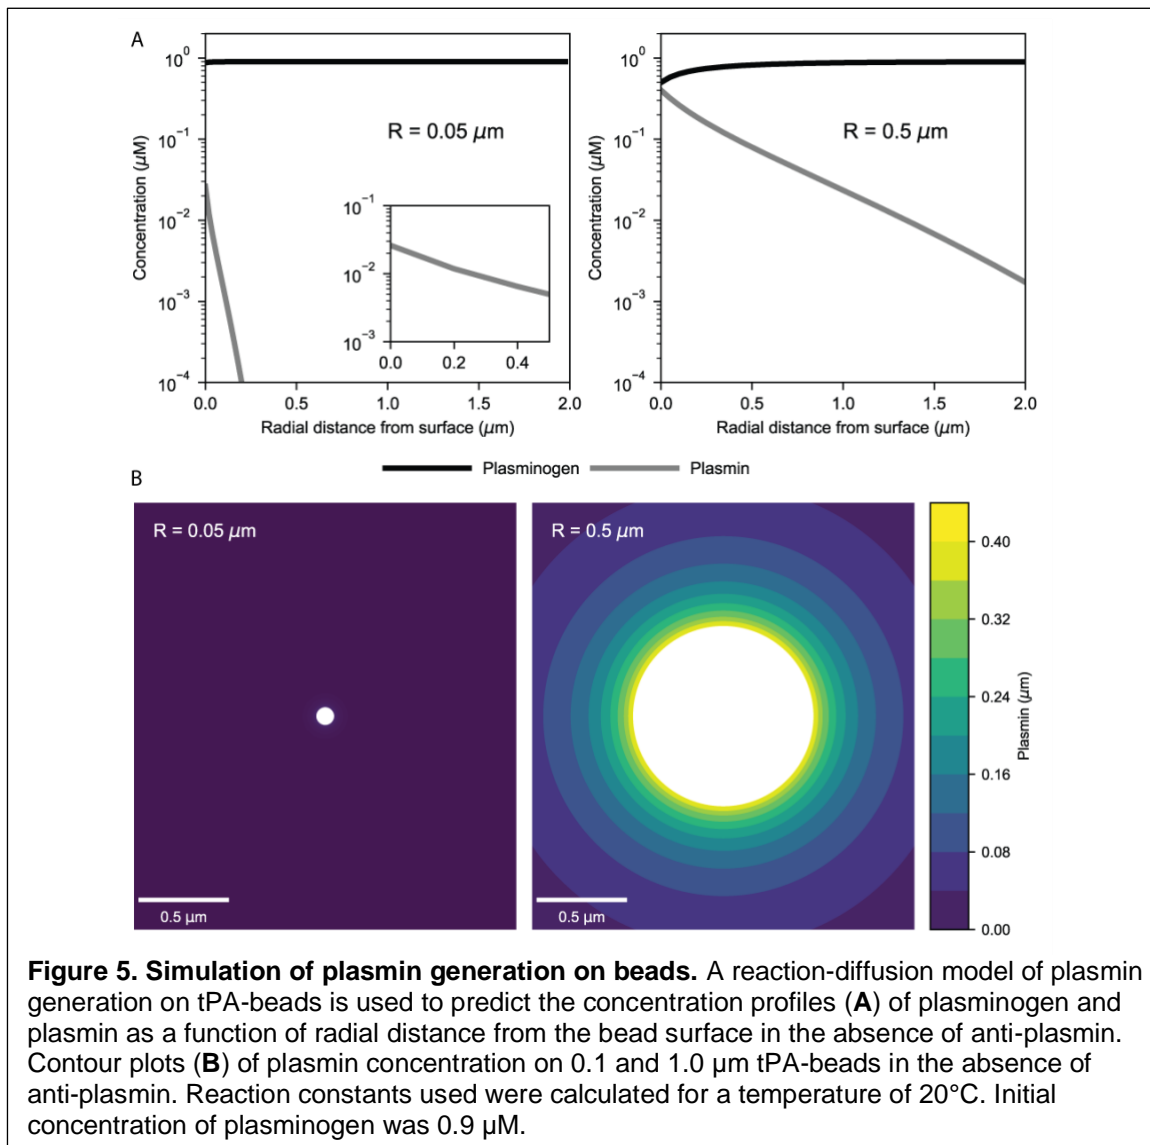 A
10⁰
10⁻¹
10⁻²
10⁻³
10⁻⁴
Concentration (μM)
R = 0.05 μm
10⁻¹
10⁻²
10⁻³
0.0 0.2 0.4
0.0 0.5 1.0 1.5 2.0
Radial distance from surface (μm)
10⁰
10⁻¹
10⁻²
10⁻³
10⁻⁴
Concentration (μM)
R = 0.5 μm
0.0 0.5 1.0 1.5 2.0
Radial distance from surface (μm)
Plasminogen Plasmin
B
R = 0.05 μm
0.5 μm
R = 0.5 μm
0.5 μm
0.40
0.32
0.24
0.16
0.08
0.00
Plasmin (μm)
Figure 5. Simulation of plasmin generation on beads. A reaction-diffusion model of plasmin
generation on tPA-beads is used to predict the concentration profiles (A) of plasminogen and
plasmin as a function of radial distance from the bead surface in the absence of anti-plasmin.
Contour plots (B) of plasmin concentration on 0.1 and 1.0 μm tPA-beads in the absence of
anti-plasmin. Reaction constants used were calculated for a temperature of 20°C. Initial
concentration of plasminogen was 0.9 μM.